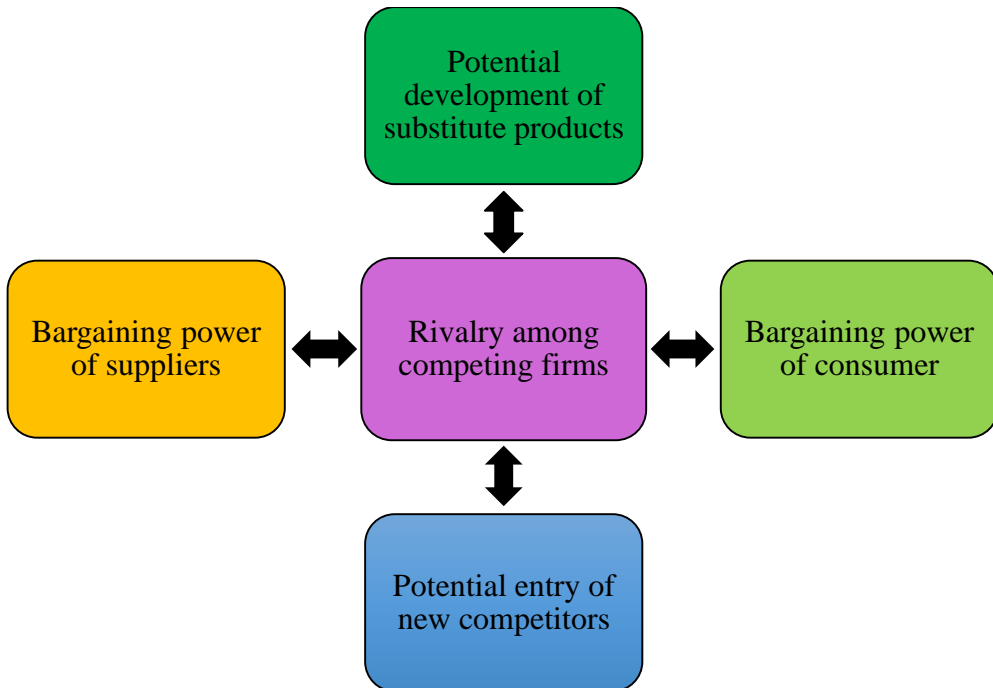 Potential
development of
substitute products
Bargaining power
of suppliers
Rivalry among
competing firms
Bargaining power
of consumer
Potential entry of
new competitors